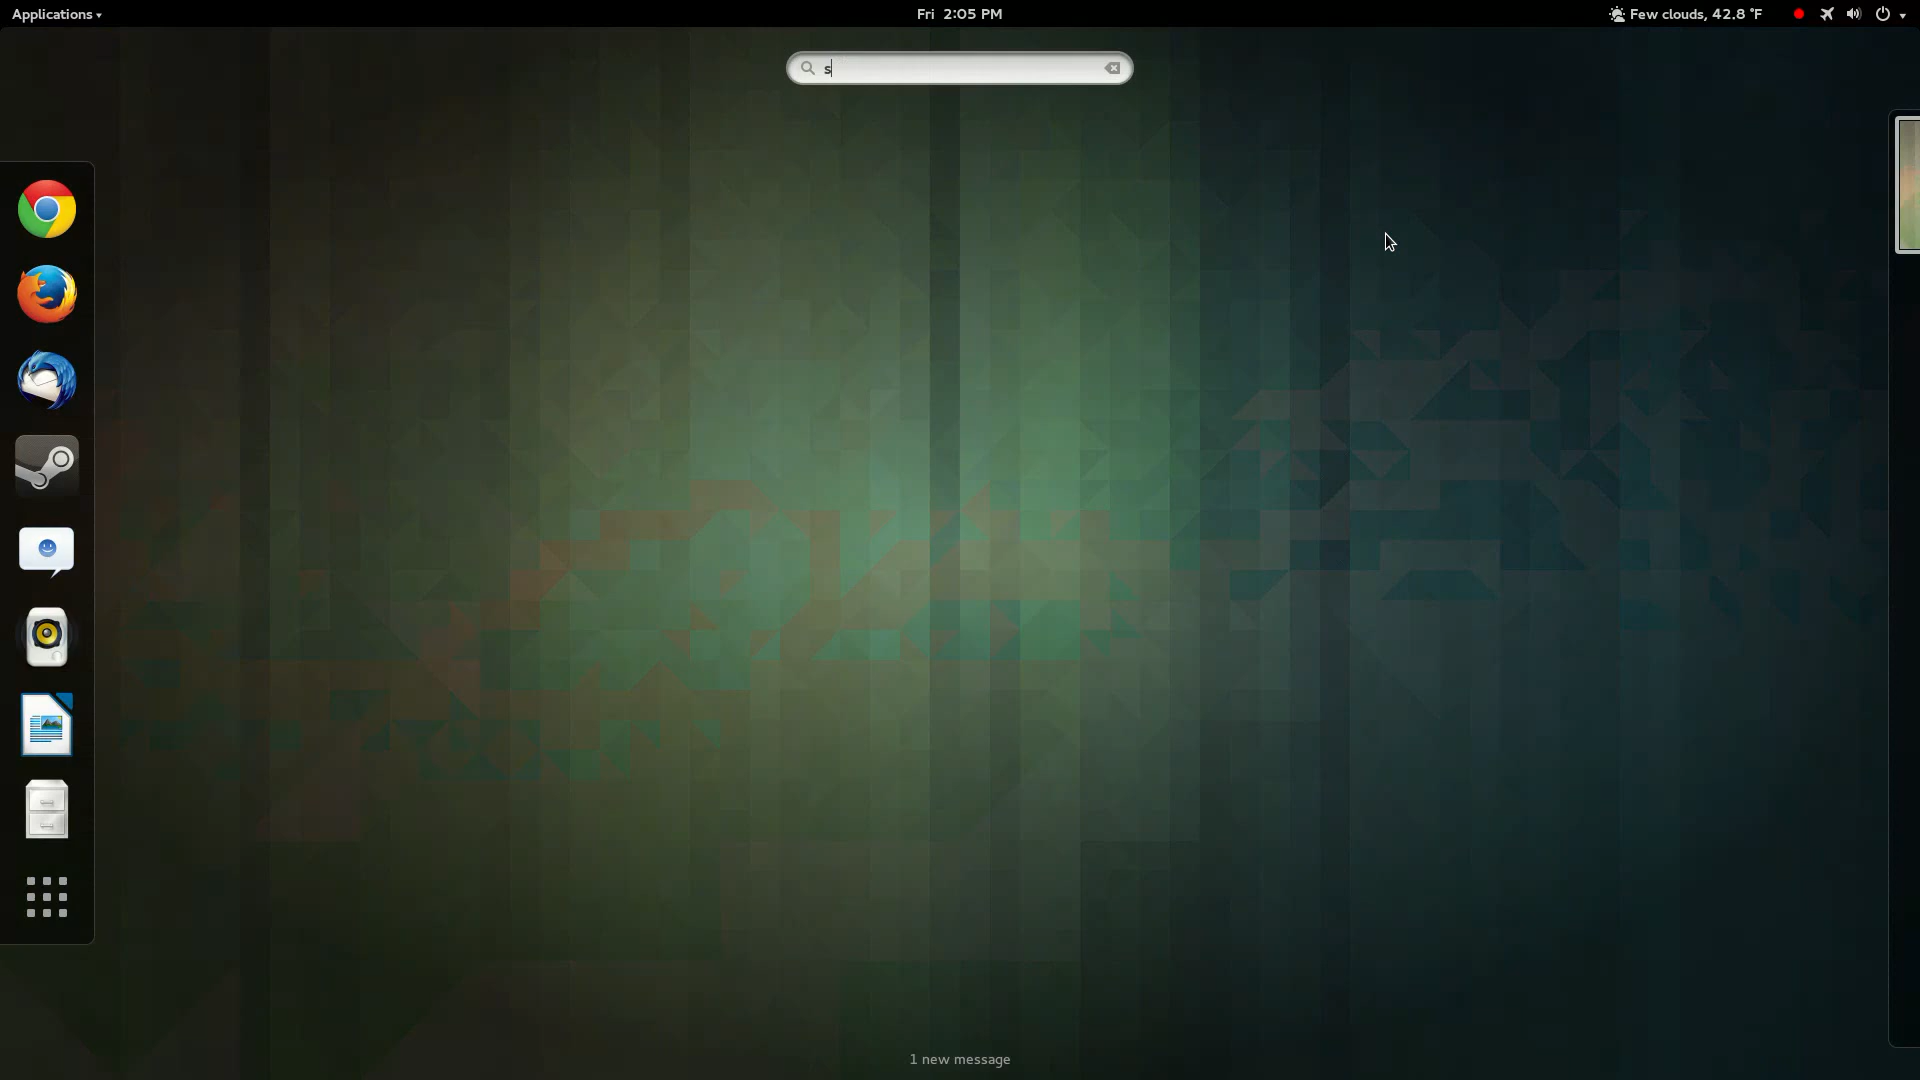 Applications
Fri 2:05 PM
Few clouds, 42.8 °F
s
1 new message